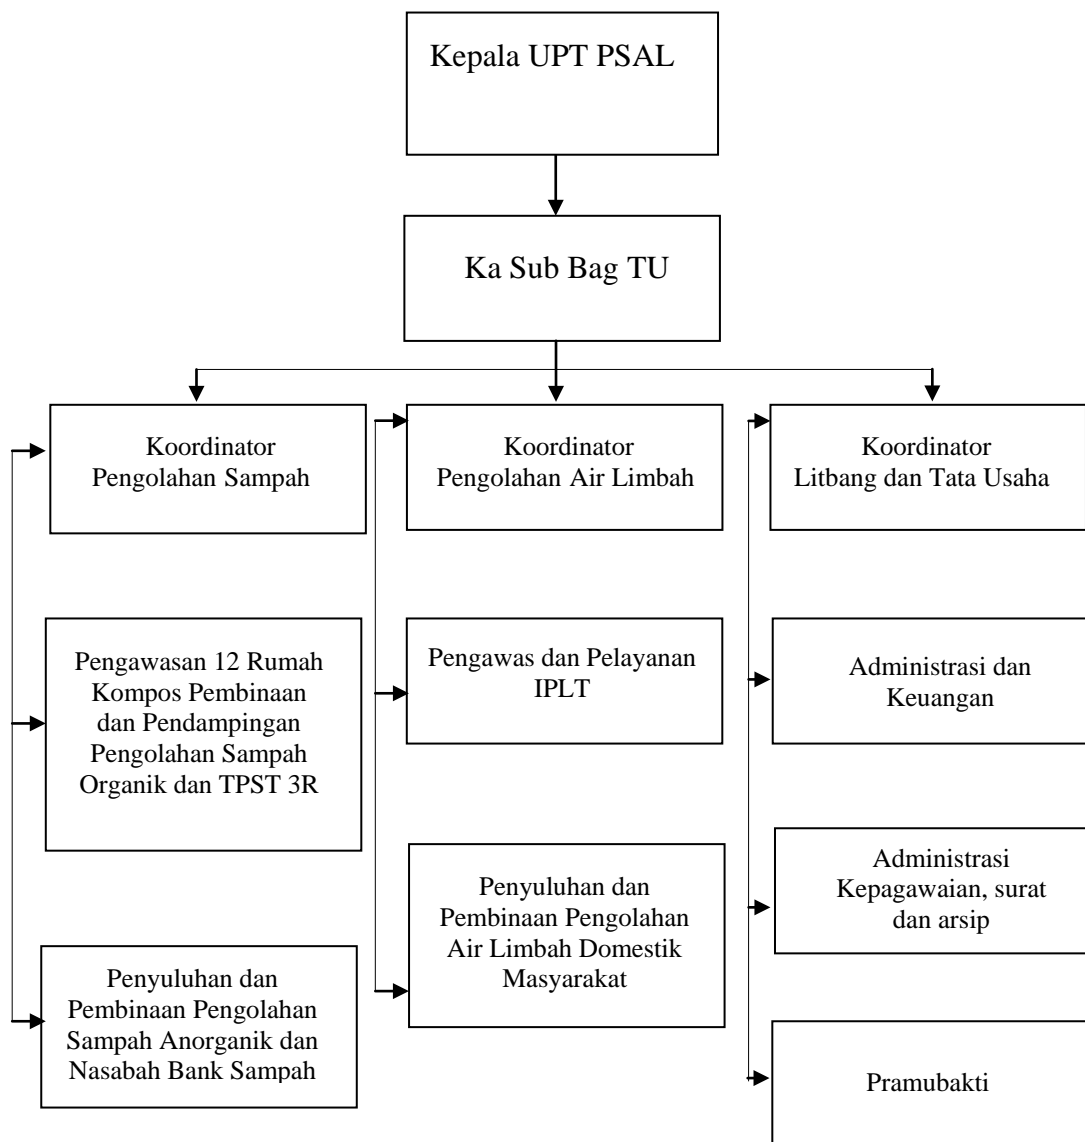 Kepala UPT PSAL
Ka Sub Bag TU
Koordinator
Pengolahan Sampah
Koordinator
Pengolahan Air Limbah
Koordinator
Litbang dan Tata Usaha
Pengawasan 12 Rumah
Kompos Pembinaan
dan Pendampingan
Pengolahan Sampah
Organik dan TPST 3R
Pengawas dan Pelayanan
IPLT
Administrasi dan
Keuangan
Penyuluhan dan
Pembinaan Pengolahan
Sampah Anorganik dan
Nasabah Bank Sampah
Penyuluhan dan
Pembinaan Pengolahan
Air Limbah Domestik
Masyarakat
Administrasi
Kepagawaian, surat
dan arsip
Pramubakti